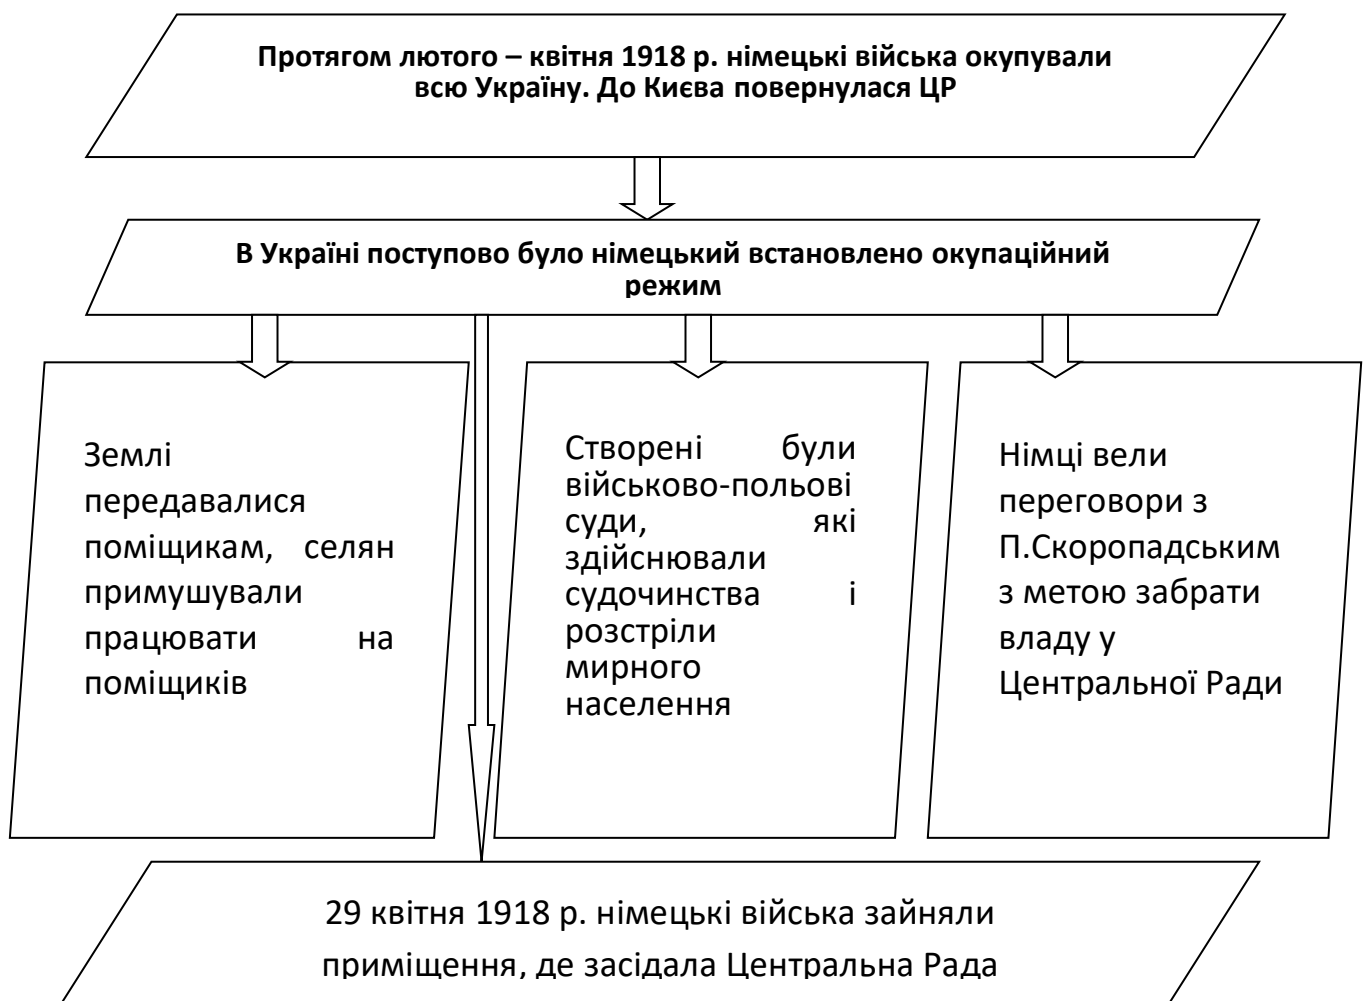 Протягом лютого – квітня 1918 р. німецькі війська окупували
всю Україну. До Києва повернулася ЦР
В Україні поступово було німецький встановлено окупаційний
режим
Землі
передавалися
поміщикам, селян
примушували
працювати на
поміщиків
Створені були
військово-польові
суди, які
здійснювали
судочинства і
розстріли
мирного
населення
Німці вели
переговори з
П.Скоропадським
з метою забрати
владу у
Центральної Ради
29 квітня 1918 р. німецькі війська зайняли
приміщення, де засідала Центральна Рада